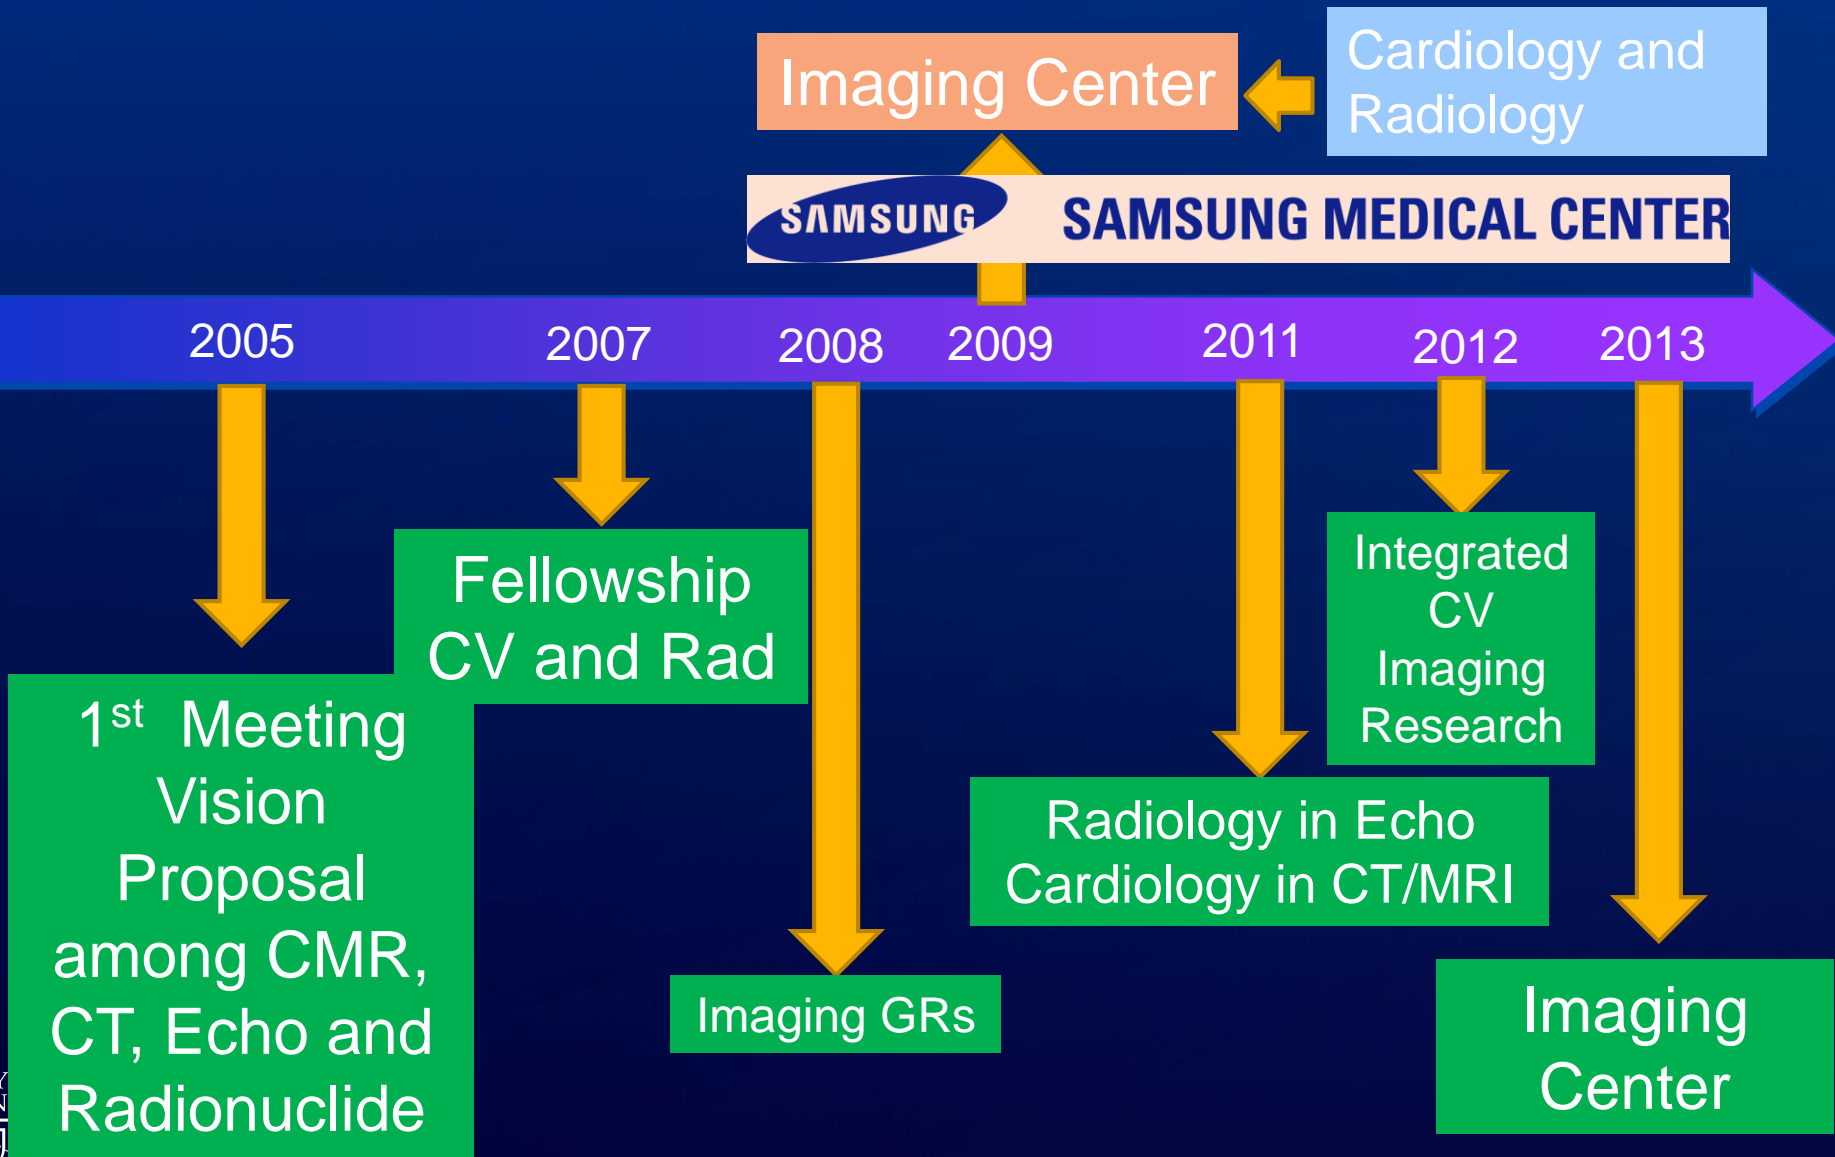 Imaging Center
Cardiology and
Radiology
SAMSUNG SAMSUNG MEDICAL CENTER
2005 2007 2008 2009 2011 2012 2013
Fellowship
CV and Rad
1st Meeting
Vision
Proposal
among CMR,
CT, Echo and
Radionuclide
Imaging GRs
Radiology in Echo
Cardiology in CT/MRI
Integrated
CV
Imaging
Research
Imaging
Center